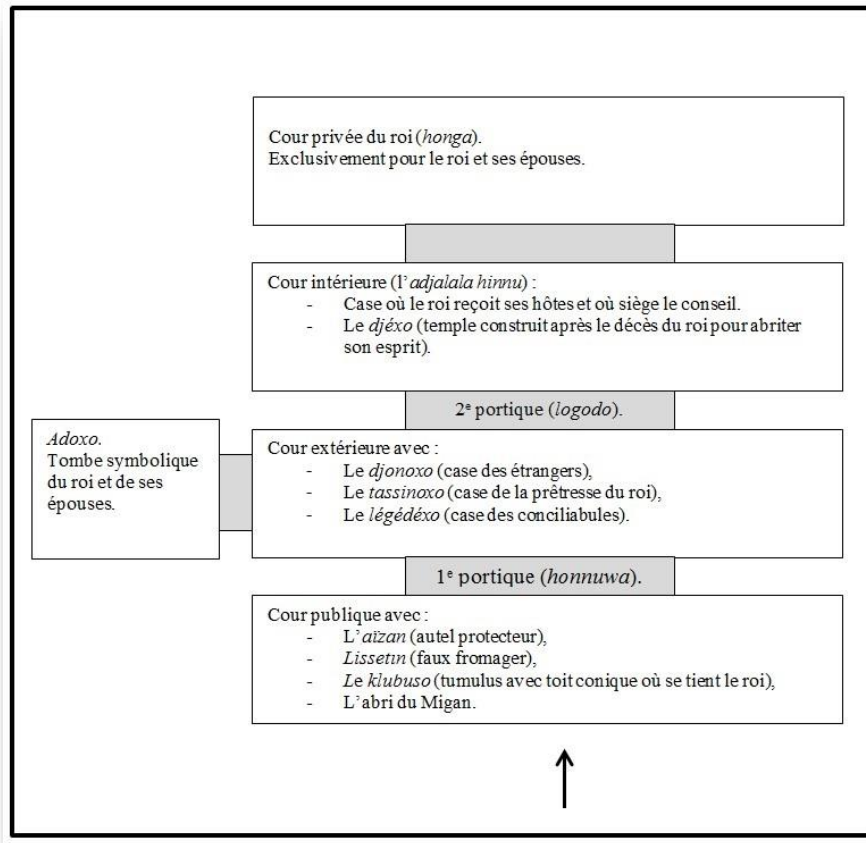 Cour privée du roi (honga).
Exclusivement pour le roi et ses épouses.
Cour intérieure (l'adjalala hinnu) :
- Case où le roi reçoit ses hôtes et où siège le conseil.
- Le djéxo (temple construit après le décès du roi pour abriter
son esprit).
2e portique (logodo).
Adoxo.
Tombe symbolique
du roi et de ses
épouses.
Cour extérieure avec :
- Le djonoxo (case des étrangers),
- Le tassinoxo (case de la prêtresse du roi),
- Le légédéxo (case des conciliabules).
1e portique (honnuwa).
Cour publique avec :
- L'aïzan (autel protecteur),
- Lissetin (faux fromager),
- Le klubuso (tumulus avec toit conique où se tient le roi),
- L'abri du Migan.